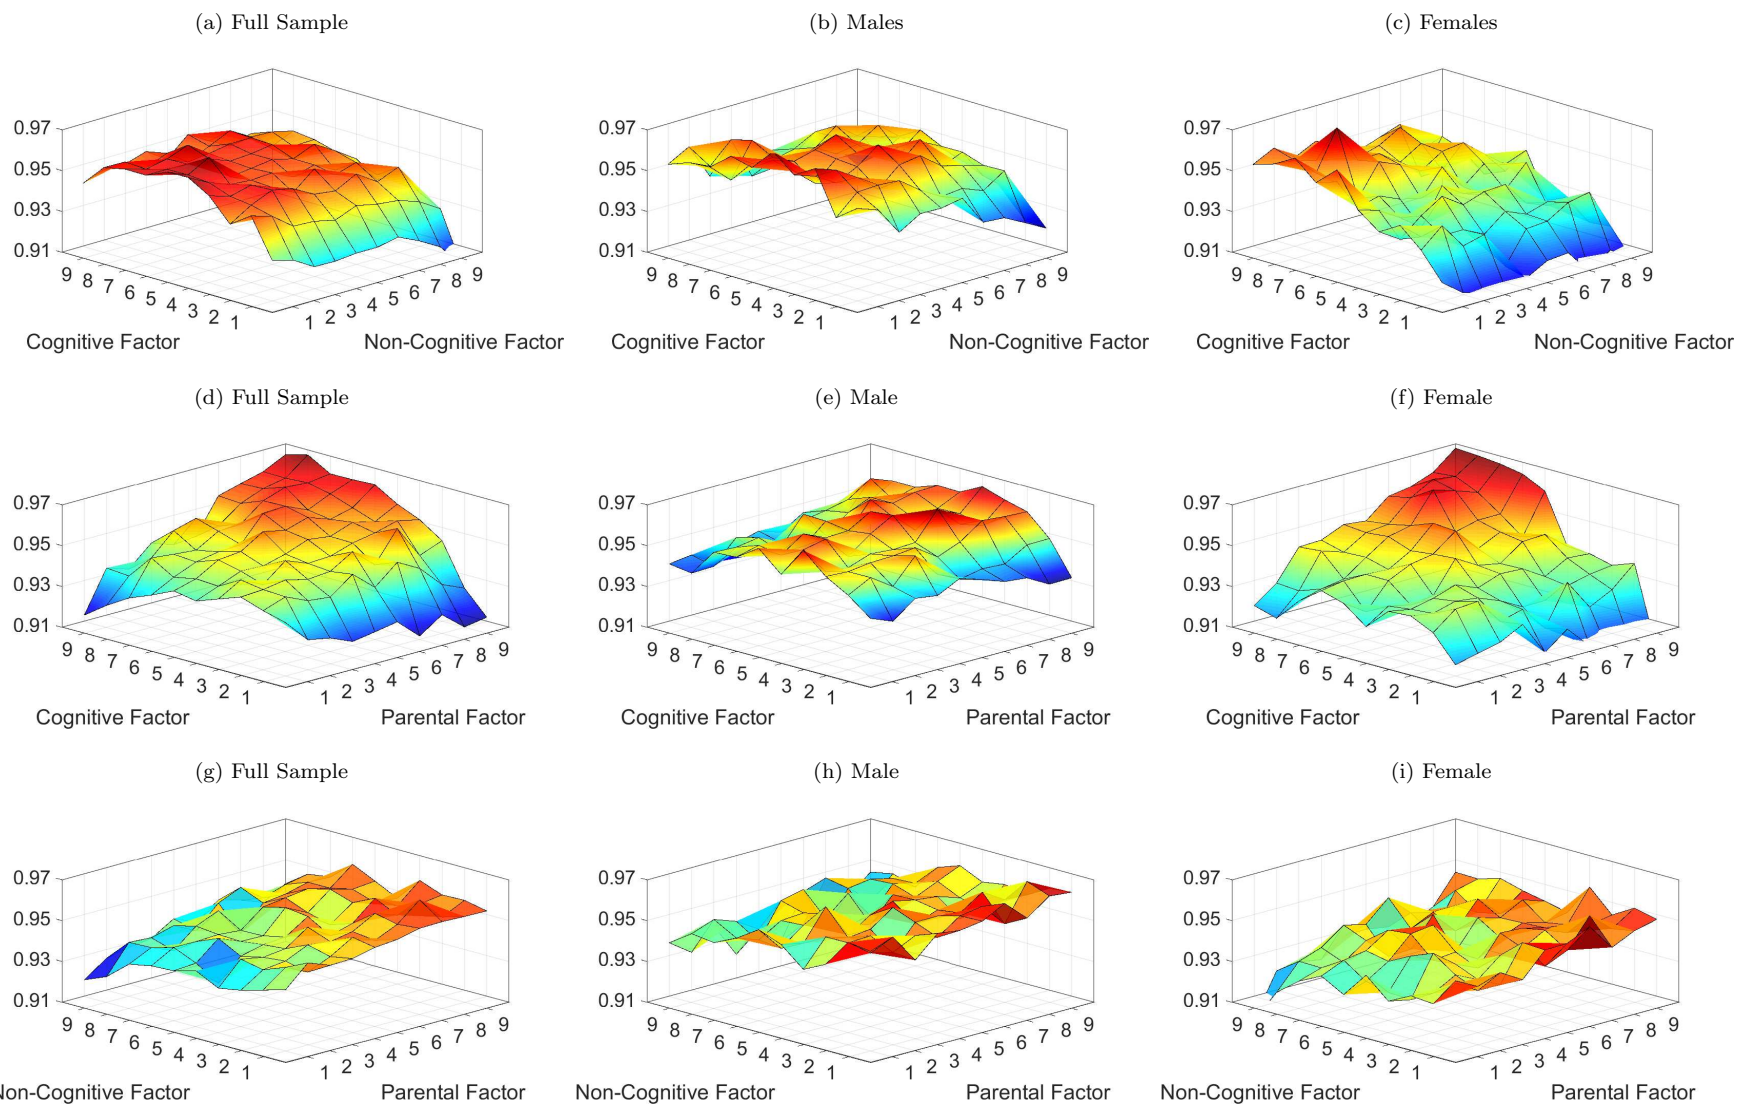 (a) Full Sample
(b) Males
(c) Females
0.97
0.95
0.93
0.91
9 8 7 6 5 4 3 2 1
1 2 3 4 5 6 7 8 9
Cognitive Factor
Non-Cognitive Factor
0.97
0.95
0.93
0.91
9 8 7 6 5 4 3 2 1
1 2 3 4 5 6 7 8 9
Cognitive Factor
Non-Cognitive Factor
0.97
0.95
0.93
0.91
9 8 7 6 5 4 3 2 1
1 2 3 4 5 6 7 8 9
Cognitive Factor
Non-Cognitive Factor
(d) Full Sample
(e) Male
(f) Female
0.97
0.95
0.93
0.91
9 8 7 6 5 4 3 2 1
1 2 3 4 5 6 7 8 9
Cognitive Factor
Parental Factor
0.97
0.95
0.93
0.91
9 8 7 6 5 4 3 2 1
1 2 3 4 5 6 7 8 9
Cognitive Factor
Parental Factor
0.97
0.95
0.93
0.91
9 8 7 6 5 4 3 2 1
1 2 3 4 5 6 7 8 9
Cognitive Factor
Parental Factor
(g) Full Sample
(h) Male
(i) Female
0.97
0.95
0.93
0.91
9 8 7 6 5 4 3 2 1
1 2 3 4 5 6 7 8 9
Non-Cognitive Factor
Parental Factor
0.97
0.95
0.93
0.91
9 8 7 6 5 4 3 2 1
1 2 3 4 5 6 7 8 9
Non-Cognitive Factor
Parental Factor
0.97
0.95
0.93
0.91
9 8 7 6 5 4 3 2 1
1 2 3 4 5 6 7 8 9
Non-Cognitive Factor
Parental Factor